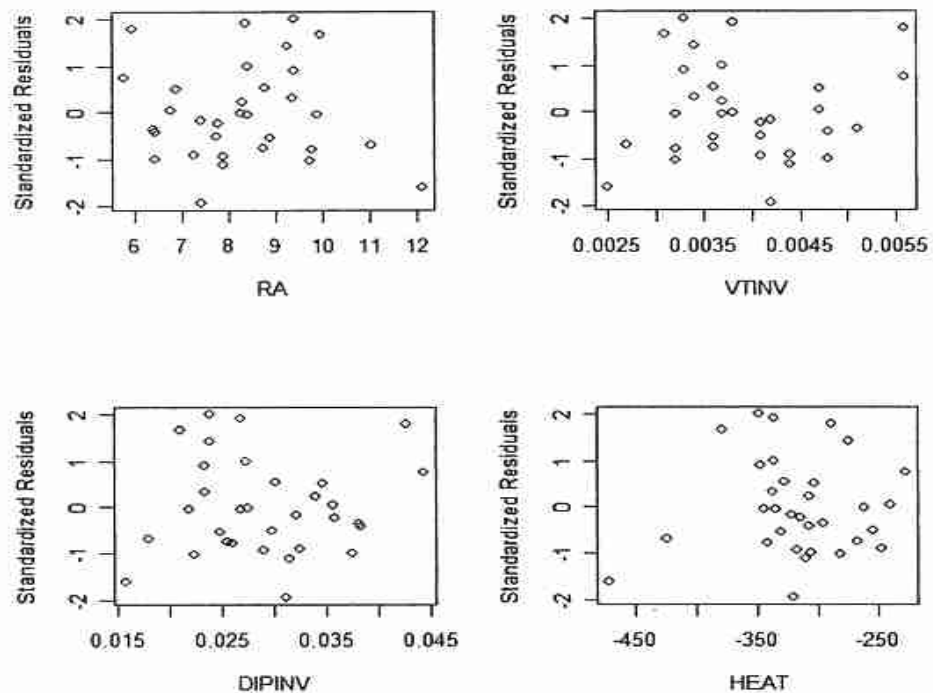 Standardized Residuals
2
1
0
-1
-2
6 7 8 9 10 11 12
RA
Standardized Residuals
2
1
0
-1
-2
0.0025 0.0035 0.0045 0.0055
VTINV
Standardized Residuals
2
1
0
-1
-2
0.015 0.025 0.035 0.045
DIPINV
Standardized Residuals
2
1
0
-1
-2
-450 -350 -250
HEAT